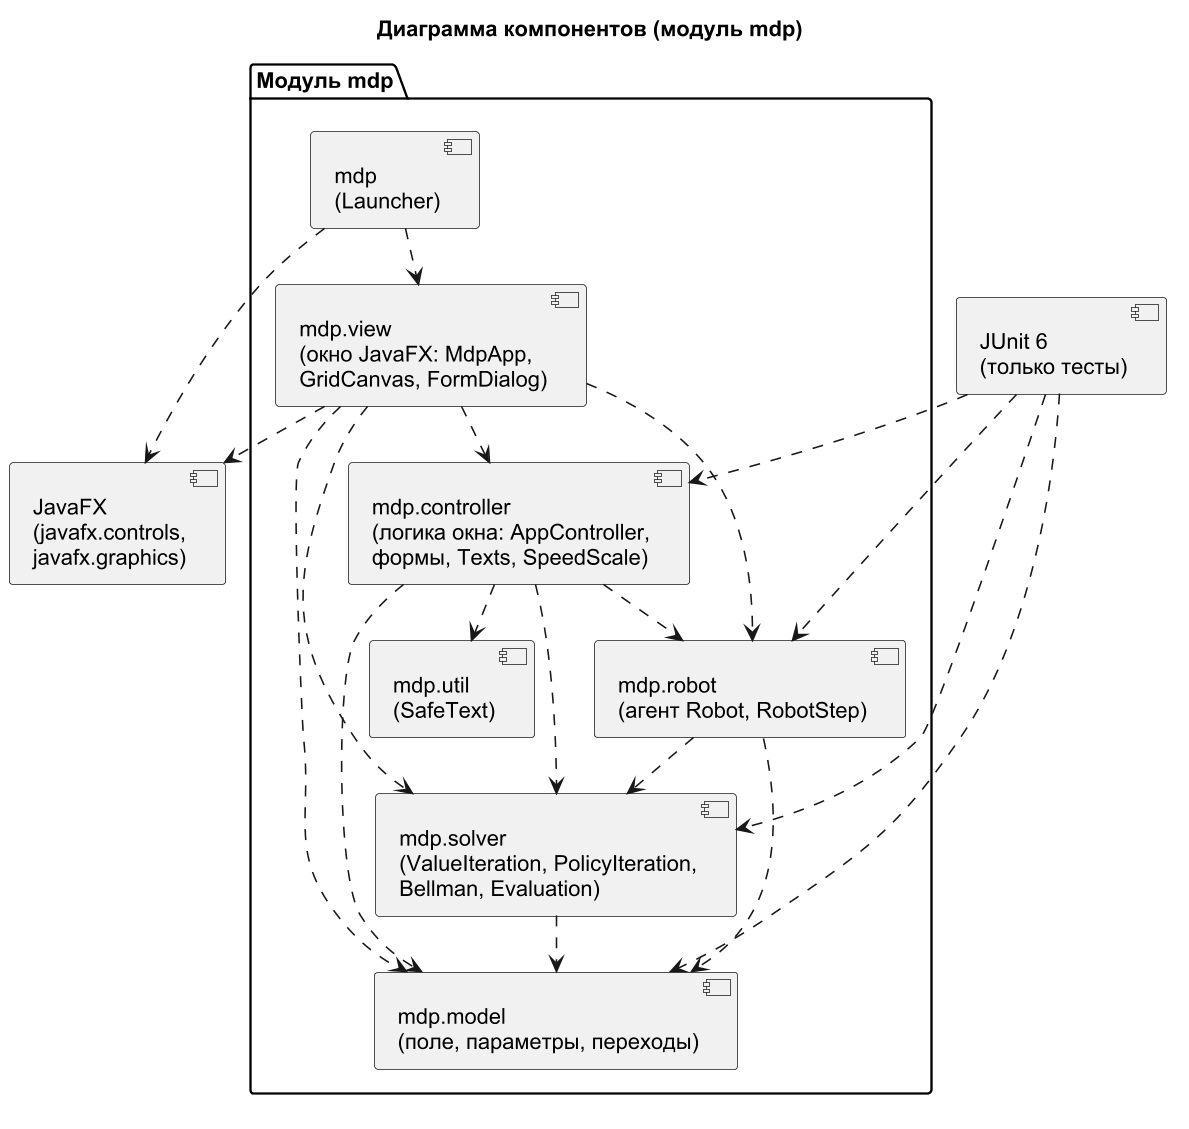 Диаграмма компонентов (модуль mdp)
Модуль mdp
mdp
(Launcher)
mdp.view
(окно JavaFX: MdpApp,
GridCanvas, FormDialog)
JUnit 6
(только тесты)
JavaFX
(javafx.controls,
javafx.graphics)
mdp.controller
(логика окна: AppController,
формы, Texts, SpeedScale)
mdp.util
(SafeText)
mdp.robot
(агент Robot, RobotStep)
mdp.solver
(ValueIteration, PolicyIteration,
Bellman, Evaluation)
mdp.model
(поле, параметры, переходы)